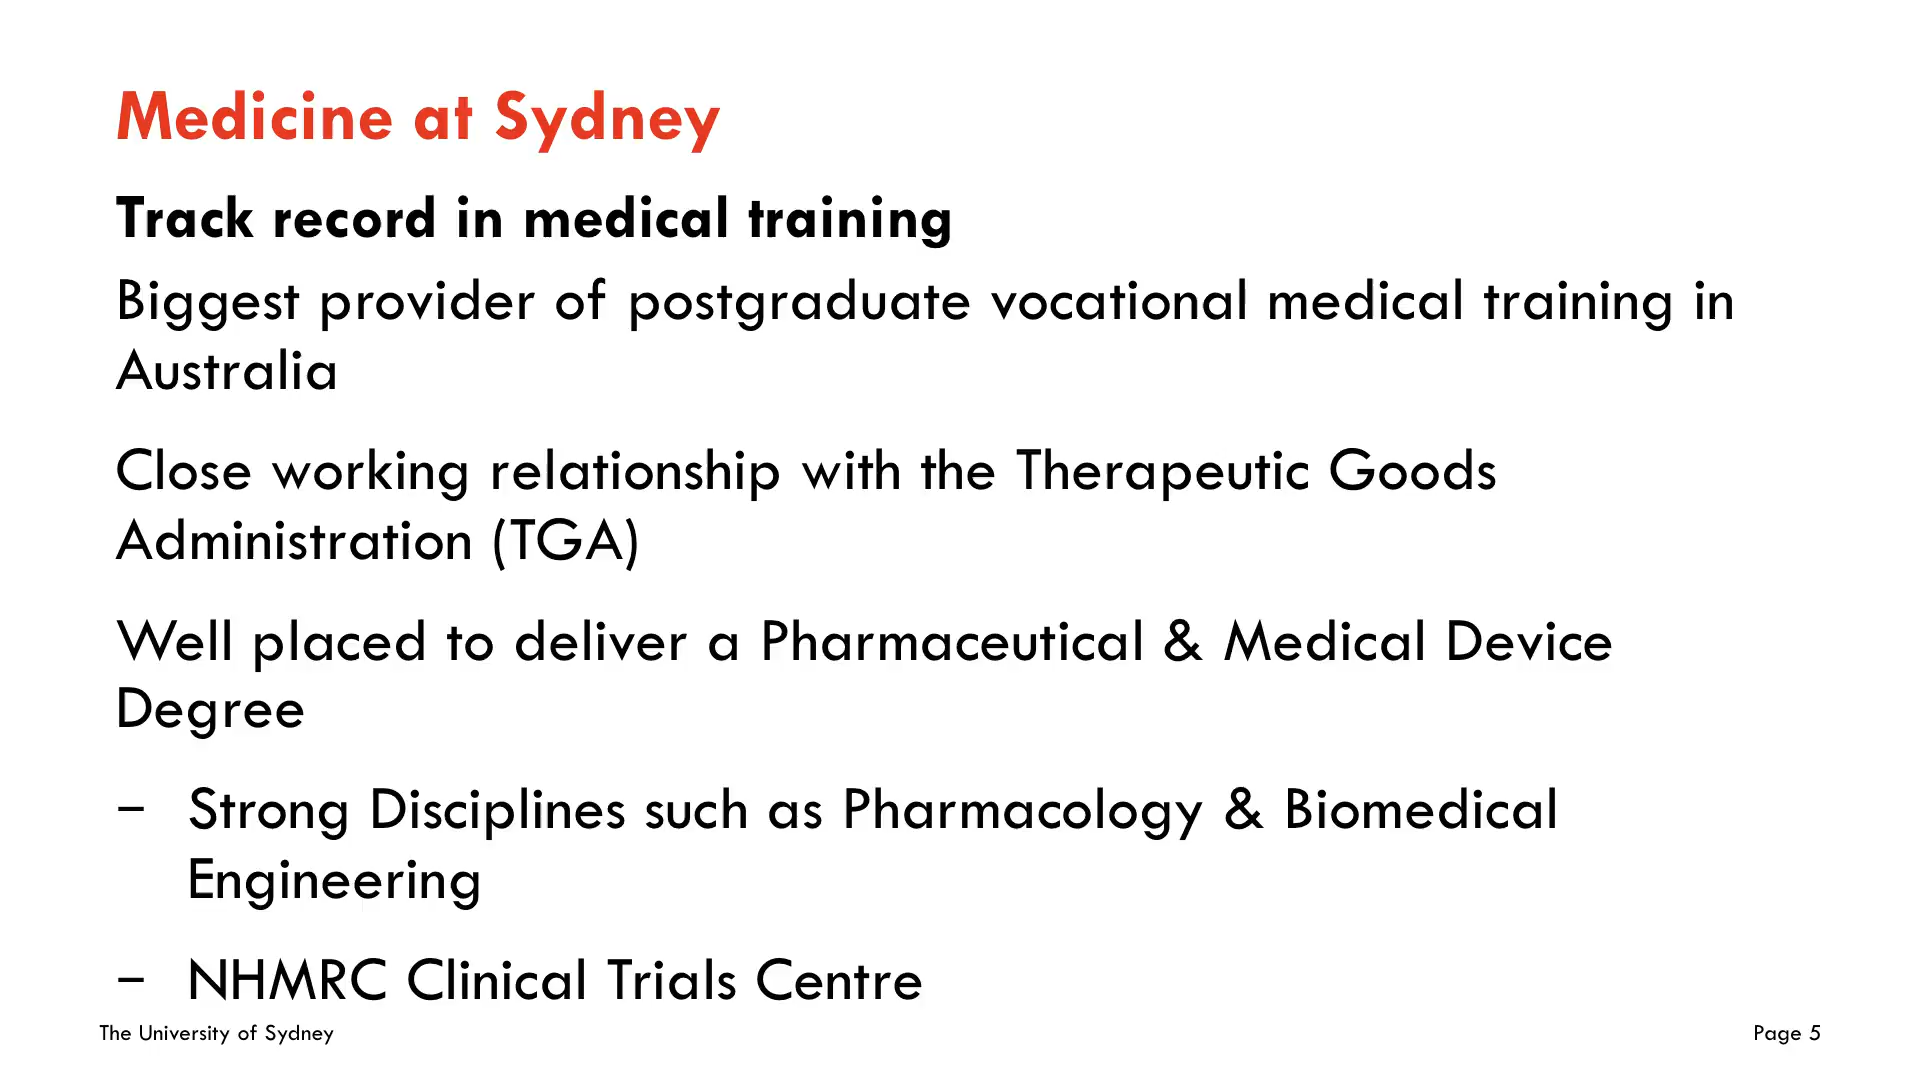 Medicine at Sydney
Track record in medical training
Biggest provider of postgraduate vocational medical training in
Australia
Close working relationship with the Therapeutic Goods
Administration (TGA)
Well placed to deliver a Pharmaceutical & Medical Device
Degree
– Strong Disciplines such as Pharmacology & Biomedical
Engineering
– NHMRC Clinical Trials Centre
The University of Sydney
Page 5